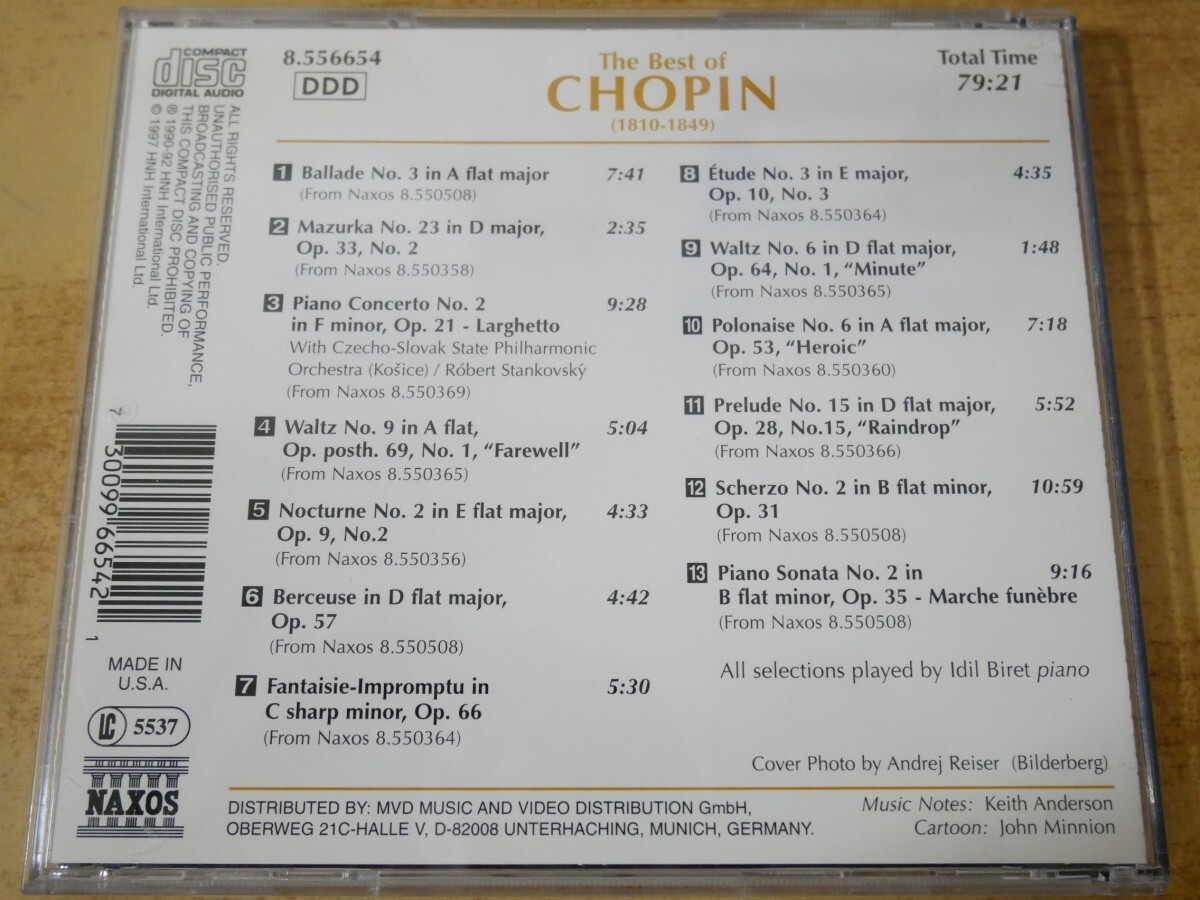 COMPACT
disc
DIGITAL AUDIO
8.556654
DDD
The Best of
CHOPIN
(1810-1849)
Total Time
79:21
ALL RIGHTS RESERVED.
UNAUTHORISED PUBLIC PERFORMANCE,
BROADCASTING AND COPYING OF
THIS COMPACT DISC PROHIBITED.
℗ 1990-92 HNH International Ltd.
© 1997 HNH International Ltd.
1 Ballade No. 3 in A flat major 7:41
(From Naxos 8.550508)
2 Mazurka No. 23 in D major, 2:35
Op. 33, No. 2
(From Naxos 8.550358)
3 Piano Concerto No. 2 9:28
in F minor, Op. 21 - Larghetto
With Czecho-Slovak State Philharmonic
Orchestra (Košice) / Róbert Stankovský
(From Naxos 8.550369)
4 Waltz No. 9 in A flat, 5:04
Op. posth. 69, No. 1, “Farewell”
(From Naxos 8.550365)
5 Nocturne No. 2 in E flat major, 4:33
Op. 9, No.2
(From Naxos 8.550356)
6 Berceuse in D flat major, 4:42
Op. 57
(From Naxos 8.550508)
7 Fantaisie-Impromptu in 5:30
C sharp minor, Op. 66
(From Naxos 8.550364)
8 Étude No. 3 in E major, 4:35
Op. 10, No. 3
(From Naxos 8.550364)
9 Waltz No. 6 in D flat major, 1:48
Op. 64, No. 1, “Minute”
(From Naxos 8.550365)
10 Polonaise No. 6 in A flat major, 7:18
Op. 53, “Heroic”
(From Naxos 8.550360)
11 Prelude No. 15 in D flat major, 5:52
Op. 28, No.15, “Raindrop”
(From Naxos 8.550366)
12 Scherzo No. 2 in B flat minor, 10:59
Op. 31
(From Naxos 8.550508)
13 Piano Sonata No. 2 in 9:16
B flat minor, Op. 35 - Marche funèbre
(From Naxos 8.550508)
All selections played by Idil Biret piano
Cover Photo by Andrej Reiser (Bilderberg)
7 30099 66542 1
MADE IN
U.S.A.
LC 5537
NAXOS
DISTRIBUTED BY: MVD MUSIC AND VIDEO DISTRIBUTION GmbH,
OBERWEG 21C-HALLE V, D-82008 UNTERHACHING, MUNICH, GERMANY.
Music Notes: Keith Anderson
Cartoon: John Minnion